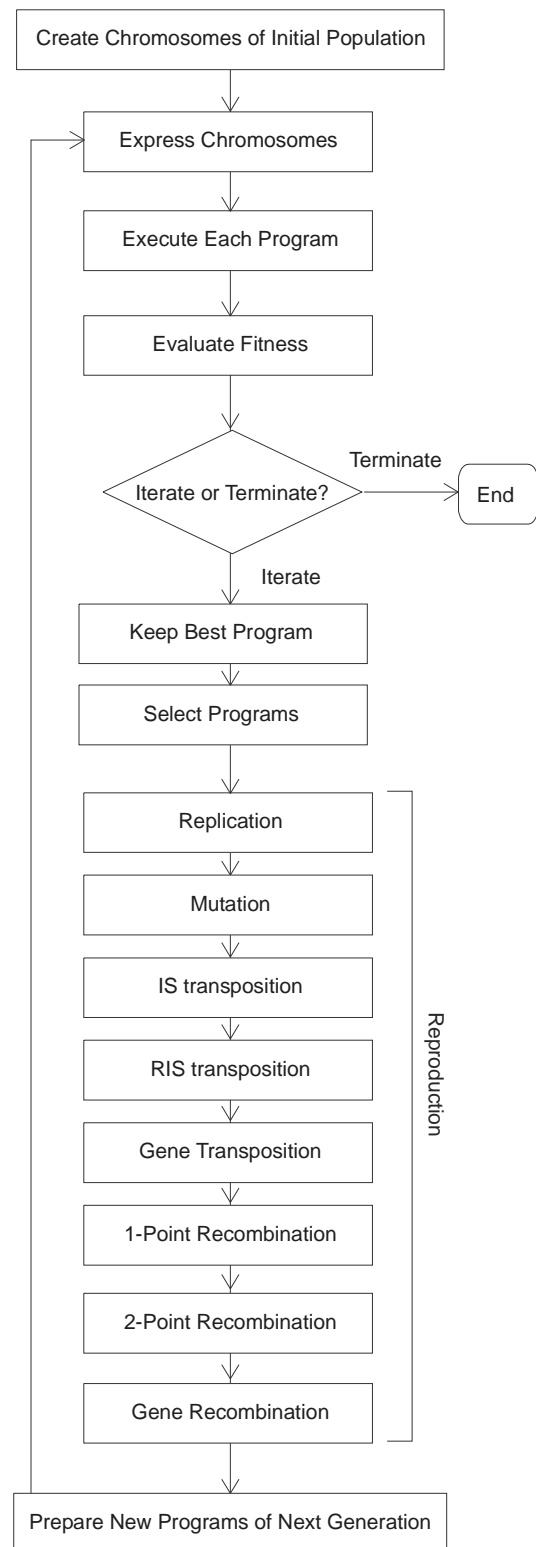 Create Chromosomes of Initial Population
Express Chromosomes
Execute Each Program
Evaluate Fitness
Iterate or Terminate?
Terminate
End
Iterate
Keep Best Program
Select Programs
Replication
Mutation
IS transposition
RIS transposition
Gene Transposition
1-Point Recombination
2-Point Recombination
Gene Recombination
Reproduction
Prepare New Programs of Next Generation